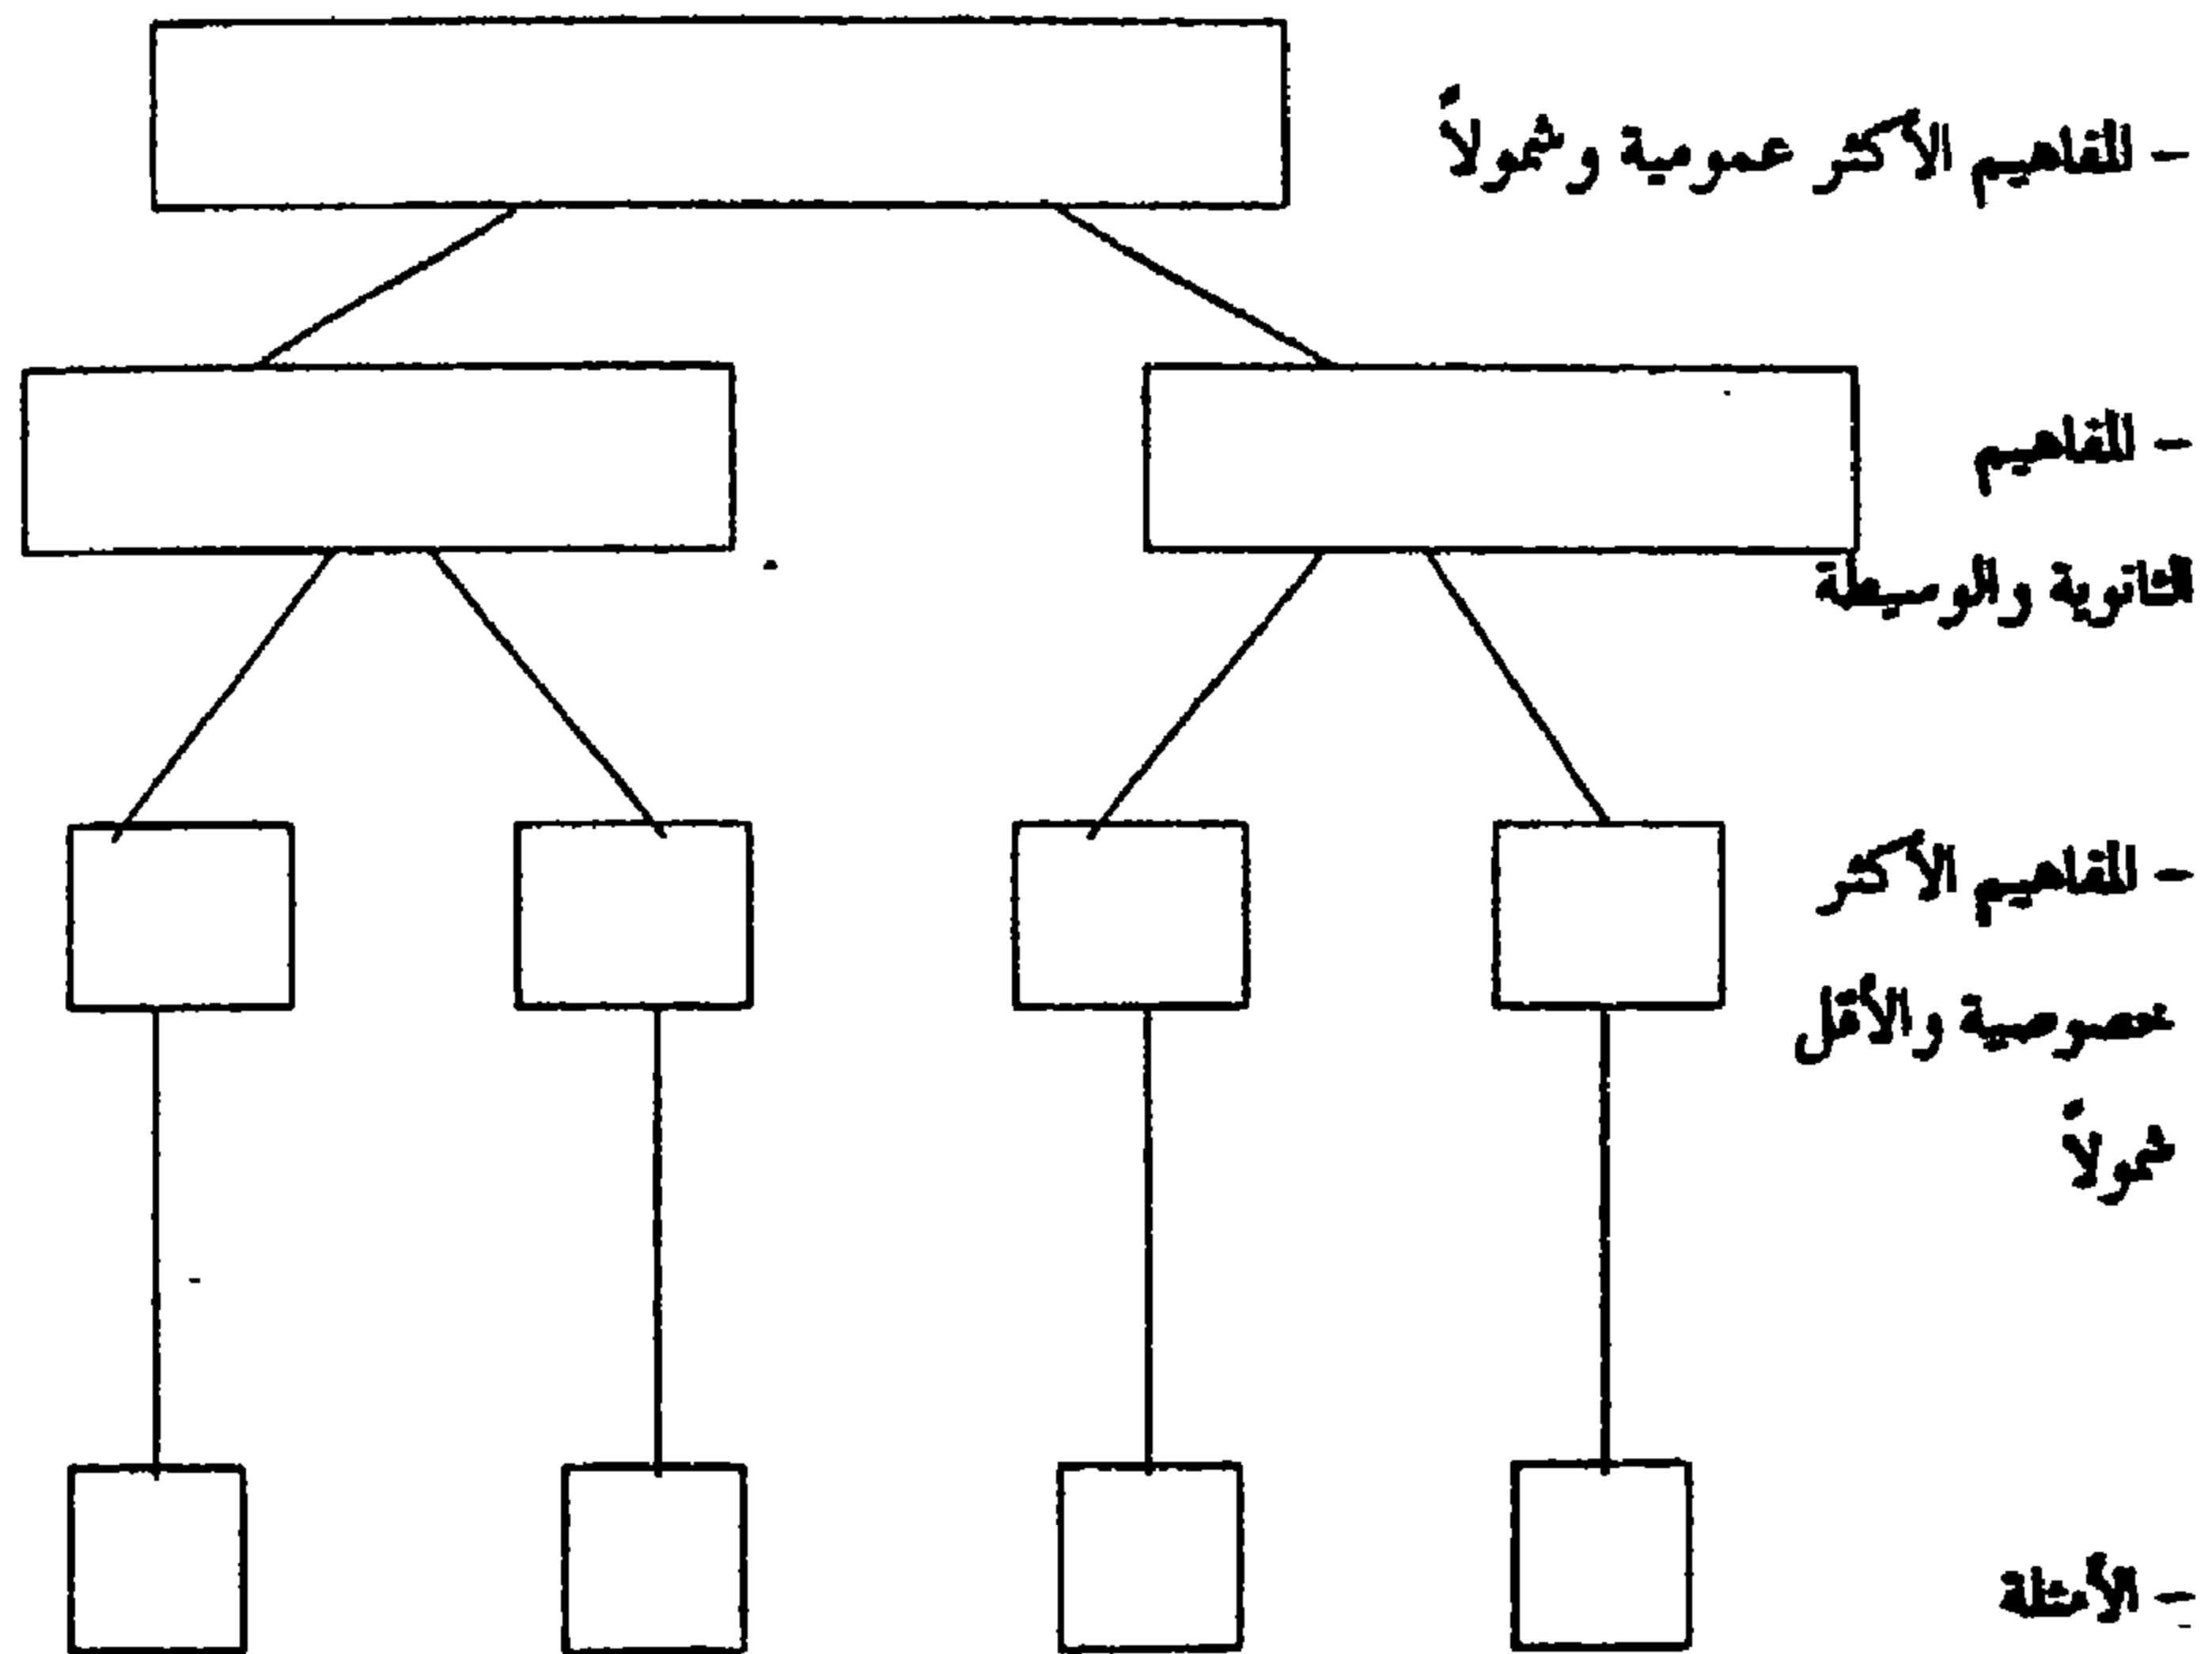 - المفاهيم الأكثر عمومية وشمولاً
- المفاهيم
الثانوية والوسيطة
- المفاهيم الأكثر
خصوصية والأقل
شمولاً
- الأمثلة